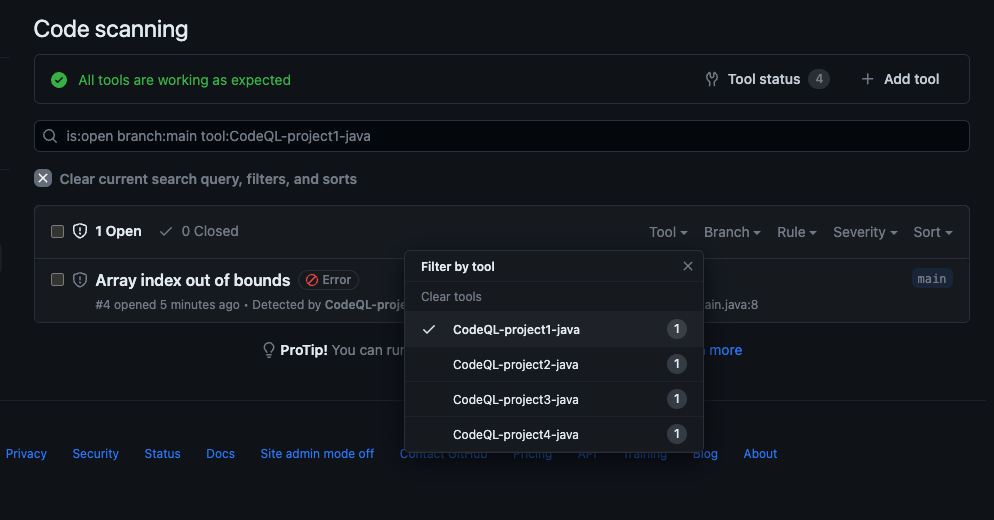 Code scanning
All tools are working as expected
Tool status 4
Add tool
is:open branch:main tool:CodeQL-project1-java
Clear current search query, filters, and sorts
1 Open 0 Closed
Tool Branch Rule Severity Sort
Array index out of bounds Error main
#4 opened 5 minutes ago • Detected by CodeQL-proje
ain.java:8
Filter by tool
Clear tools
CodeQL-project1-java 1
CodeQL-project2-java 1
CodeQL-project3-java 1
CodeQL-project4-java 1
ProTip! You can run
more
Privacy Security Status Docs Site admin mode off Contact GitHub Pricing API Training Blog About